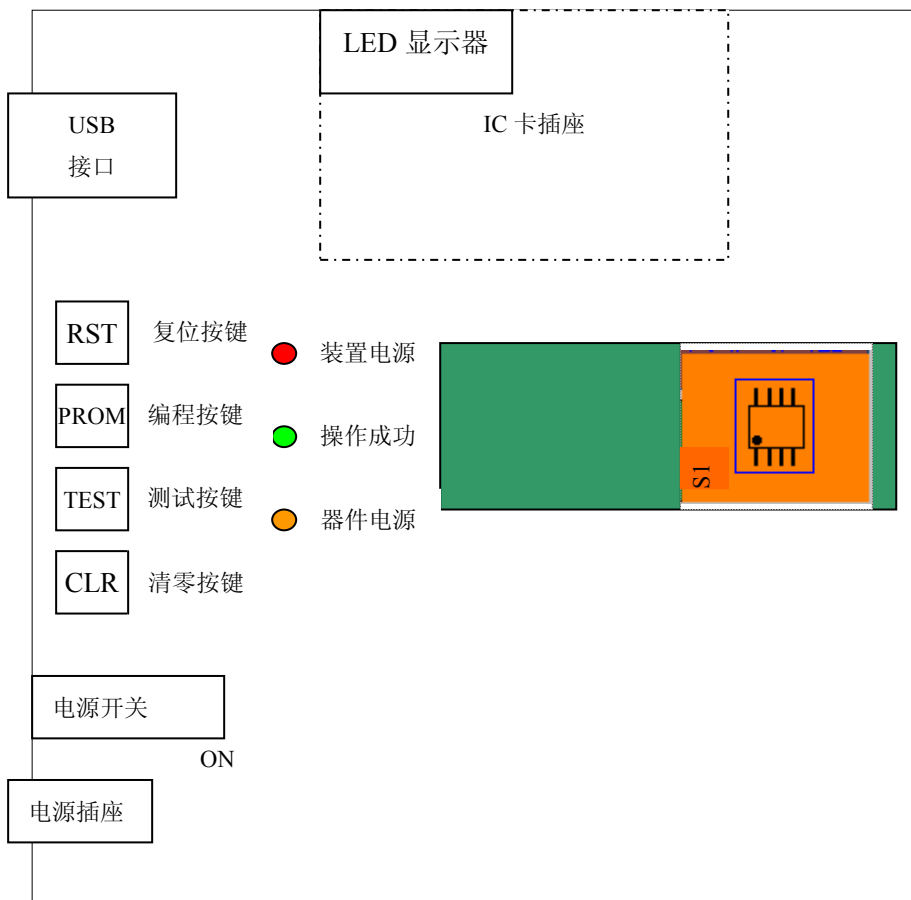 LED 显示器
IC 卡插座
USB
接口
RST 复位按键
装置电源
PROM 编程按键
操作成功
TEST 测试按键
器件电源
S1
CLR 清零按键
电源开关
ON
电源插座